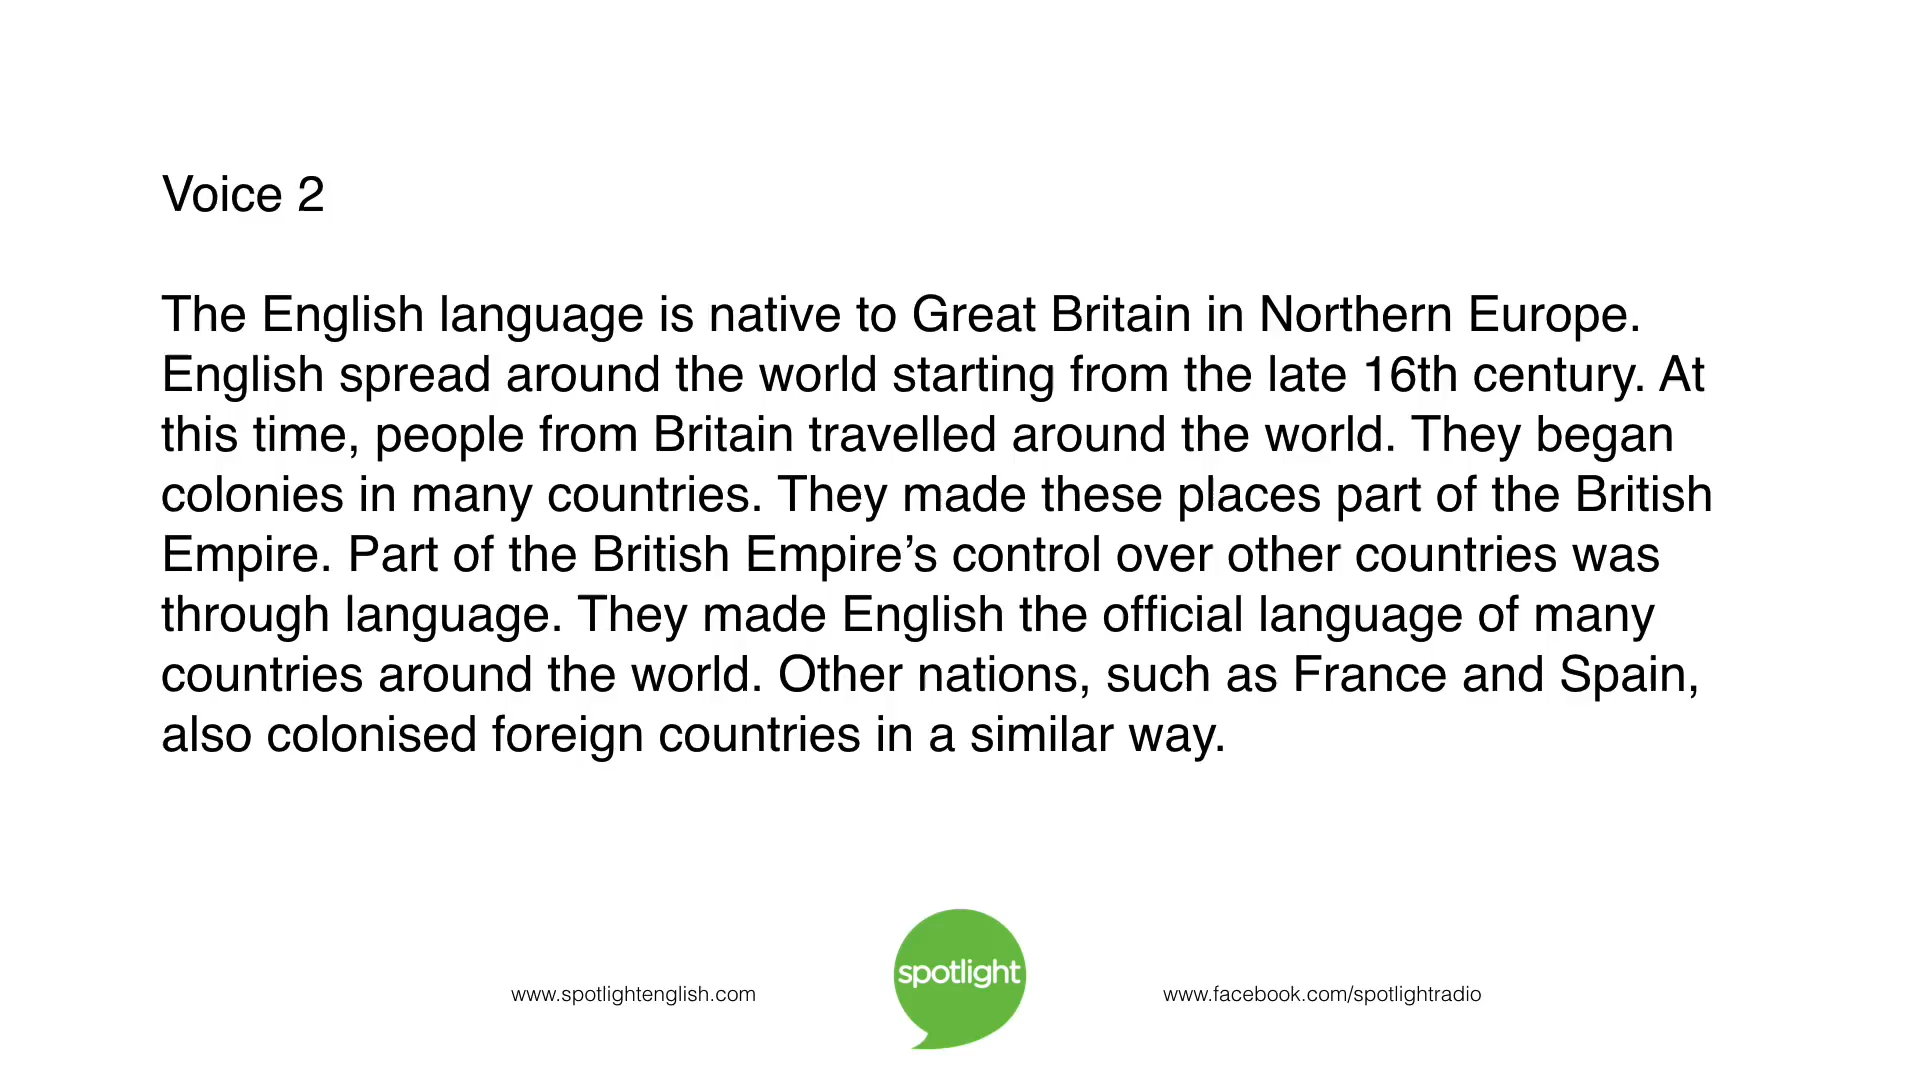 Voice 2
The English language is native to Great Britain in Northern Europe.
English spread around the world starting from the late 16th century. At
this time, people from Britain travelled around the world. They began
colonies in many countries. They made these places part of the British
Empire. Part of the British Empire’s control over other countries was
through language. They made English the official language of many
countries around the world. Other nations, such as France and Spain,
also colonised foreign countries in a similar way.
spotlight
www.spotlightenglish.com
www.facebook.com/spotlightradio